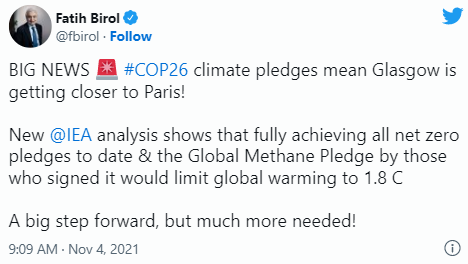 Fatih Birol
@fbirol · Follow
BIG NEWS 🚨 #COP26 climate pledges mean Glasgow is
getting closer to Paris!
New @IEA analysis shows that fully achieving all net zero
pledges to date & the Global Methane Pledge by those
who signed it would limit global warming to 1.8 C
A big step forward, but much more needed!
9:09 AM · Nov 4, 2021